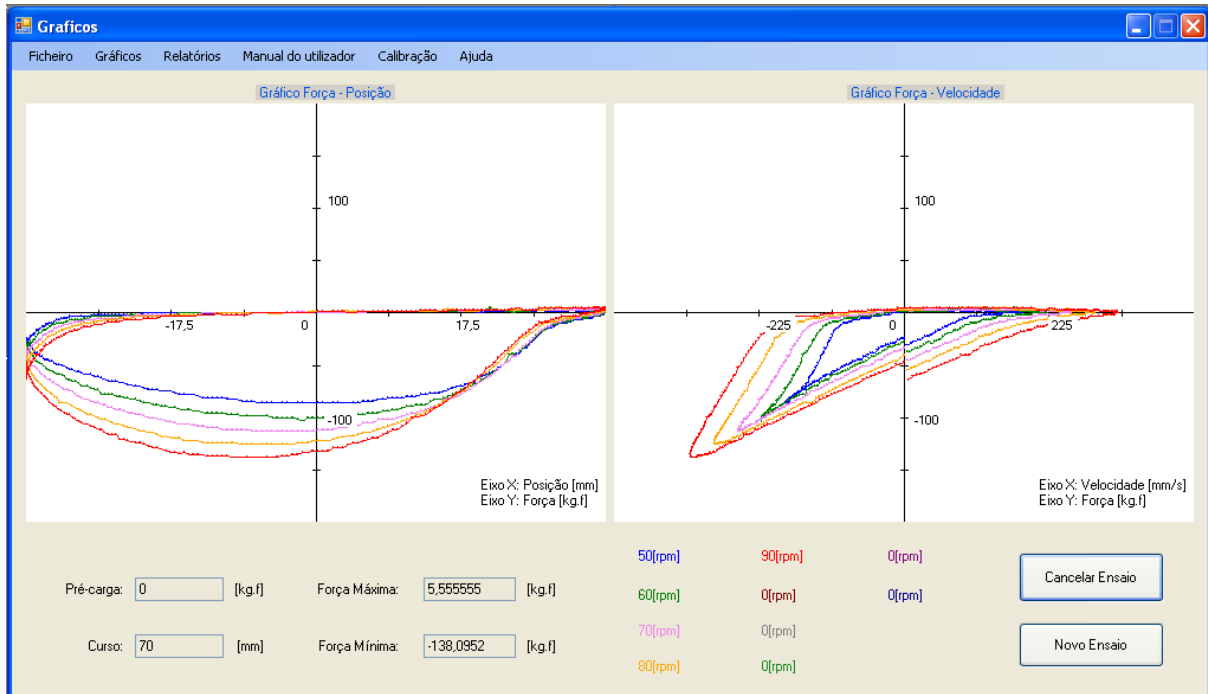 Graficos
Ficheiro Gráficos Relatórios Manual do utilizador Calibração Ajuda
Gráfico Força - Posição
Gráfico Força - Velocidade
100
-17,5 0 17,5
-100
Eixo X: Posição [mm]
Eixo Y: Força [kg.f]
100
-225 0 225
-100
Eixo X: Velocidade [mm/s]
Eixo Y: Força [kg.f]
Pré-carga: 0 [kg.f] Força Máxima: 5,555555 [kg.f]
Curso: 70 [mm] Força Mínima: -138,0952 [kg.f]
50[rpm] 90[rpm] 0[rpm]
60[rpm] 0[rpm] 0[rpm]
70[rpm] 0[rpm]
80[rpm] 0[rpm]
Cancelar Ensaio
Novo Ensaio